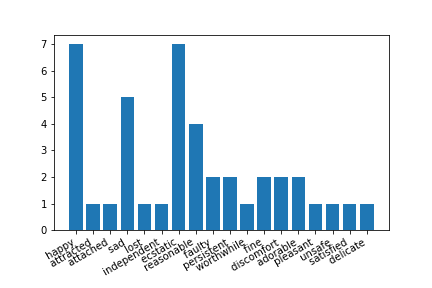 7
6
5
4
3
2
1
0
happy
attracted
attached
sad
lost
independent
ecstatic
reasonable
faulty
persistent
worthwhile
fine
discomfort
adorable
pleasant
unsafe
satisfied
delicate